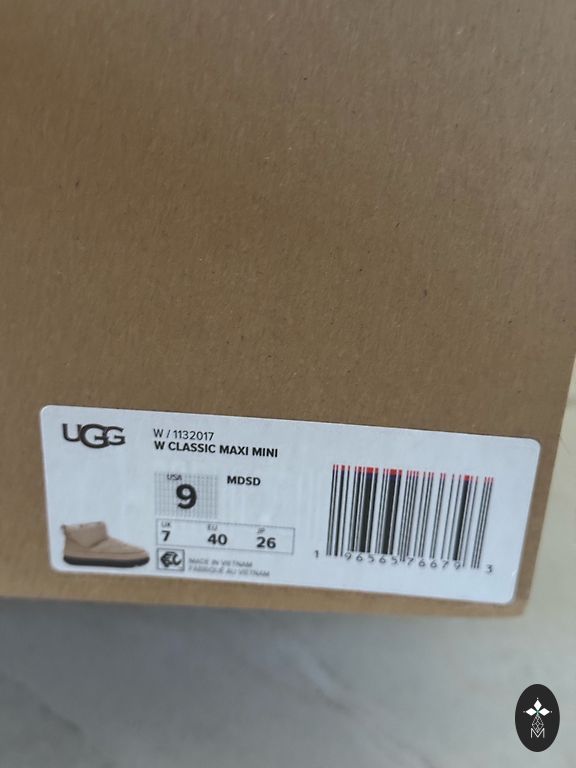 UGG
W / 1132017
W CLASSIC MAXI MINI
USA
9
MDSD
UK EU JP
7 40 26
MADE IN VIETNAM
FABRIQUÉ AU VIETNAM
1 96565 76679 3
M